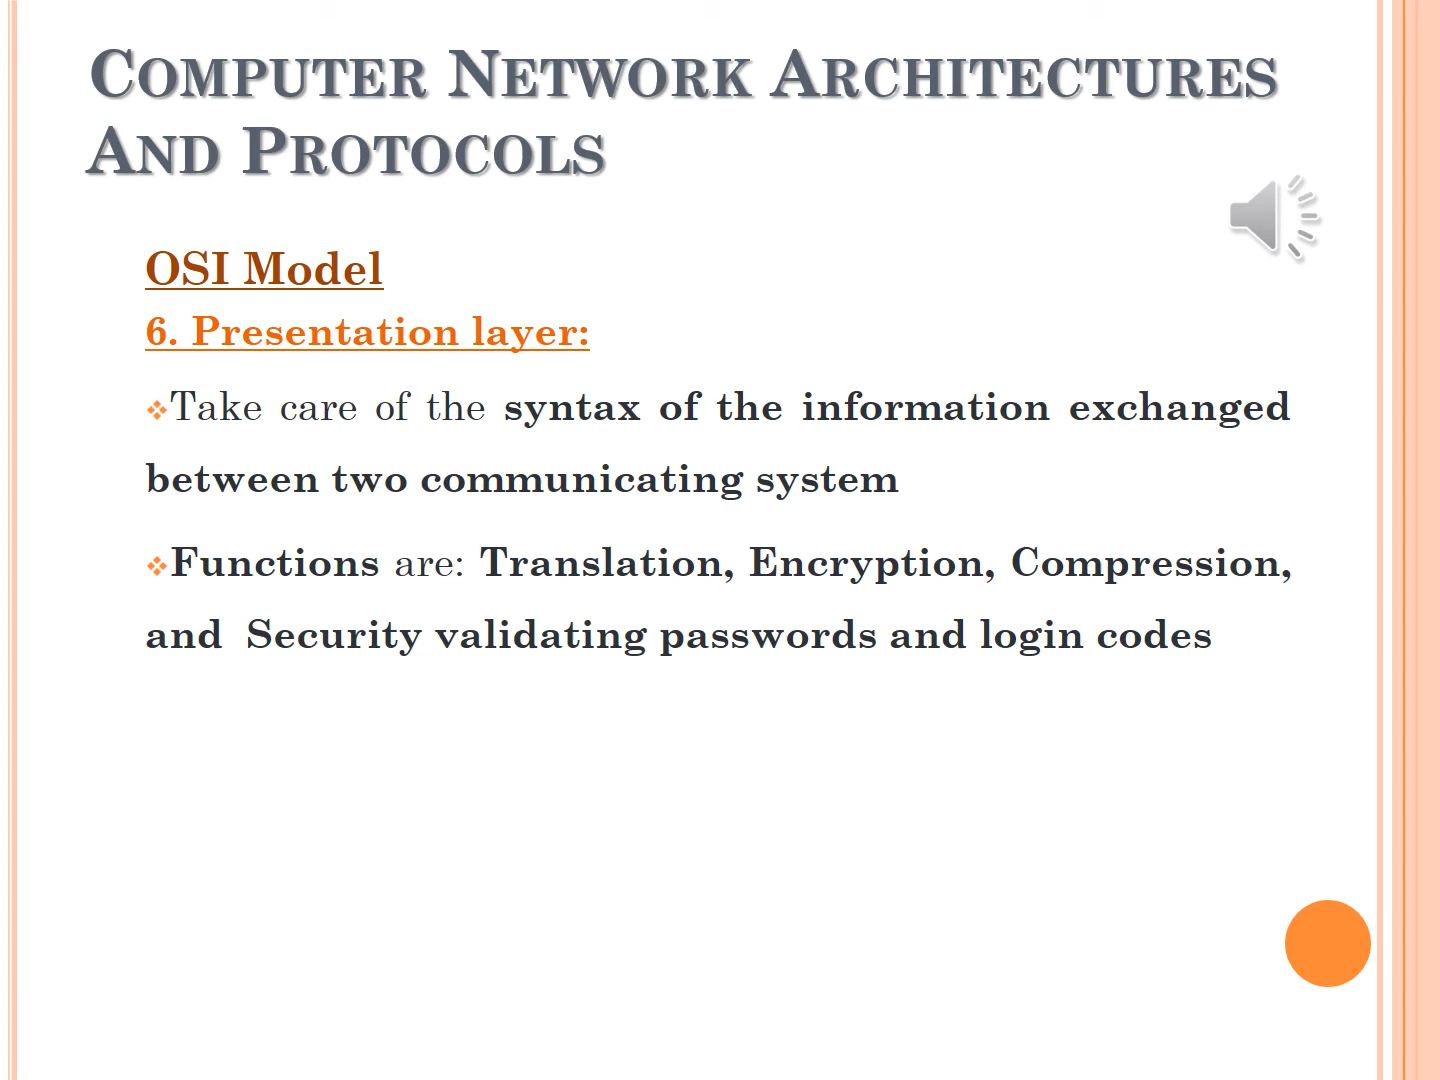 Computer Network Architectures
And Protocols
OSI Model
6. Presentation layer:
❖Take care of the syntax of the information exchanged
between two communicating system
❖Functions are: Translation, Encryption, Compression,
and Security validating passwords and login codes